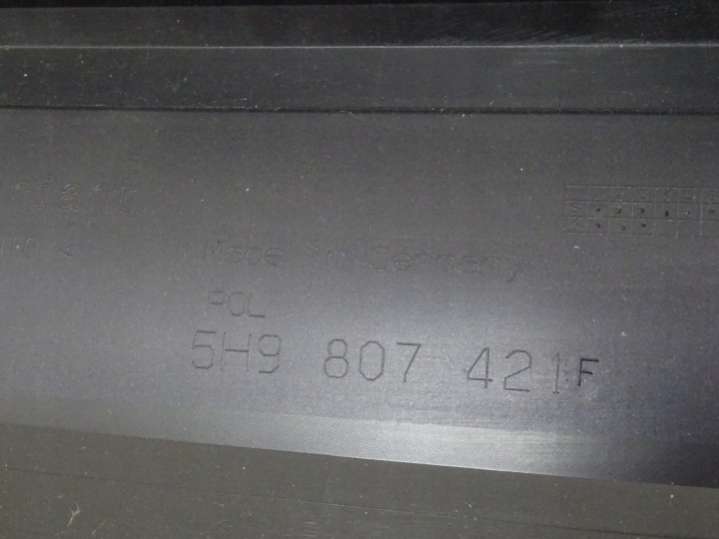 Made in Germany
POL
5H9 807 421 F